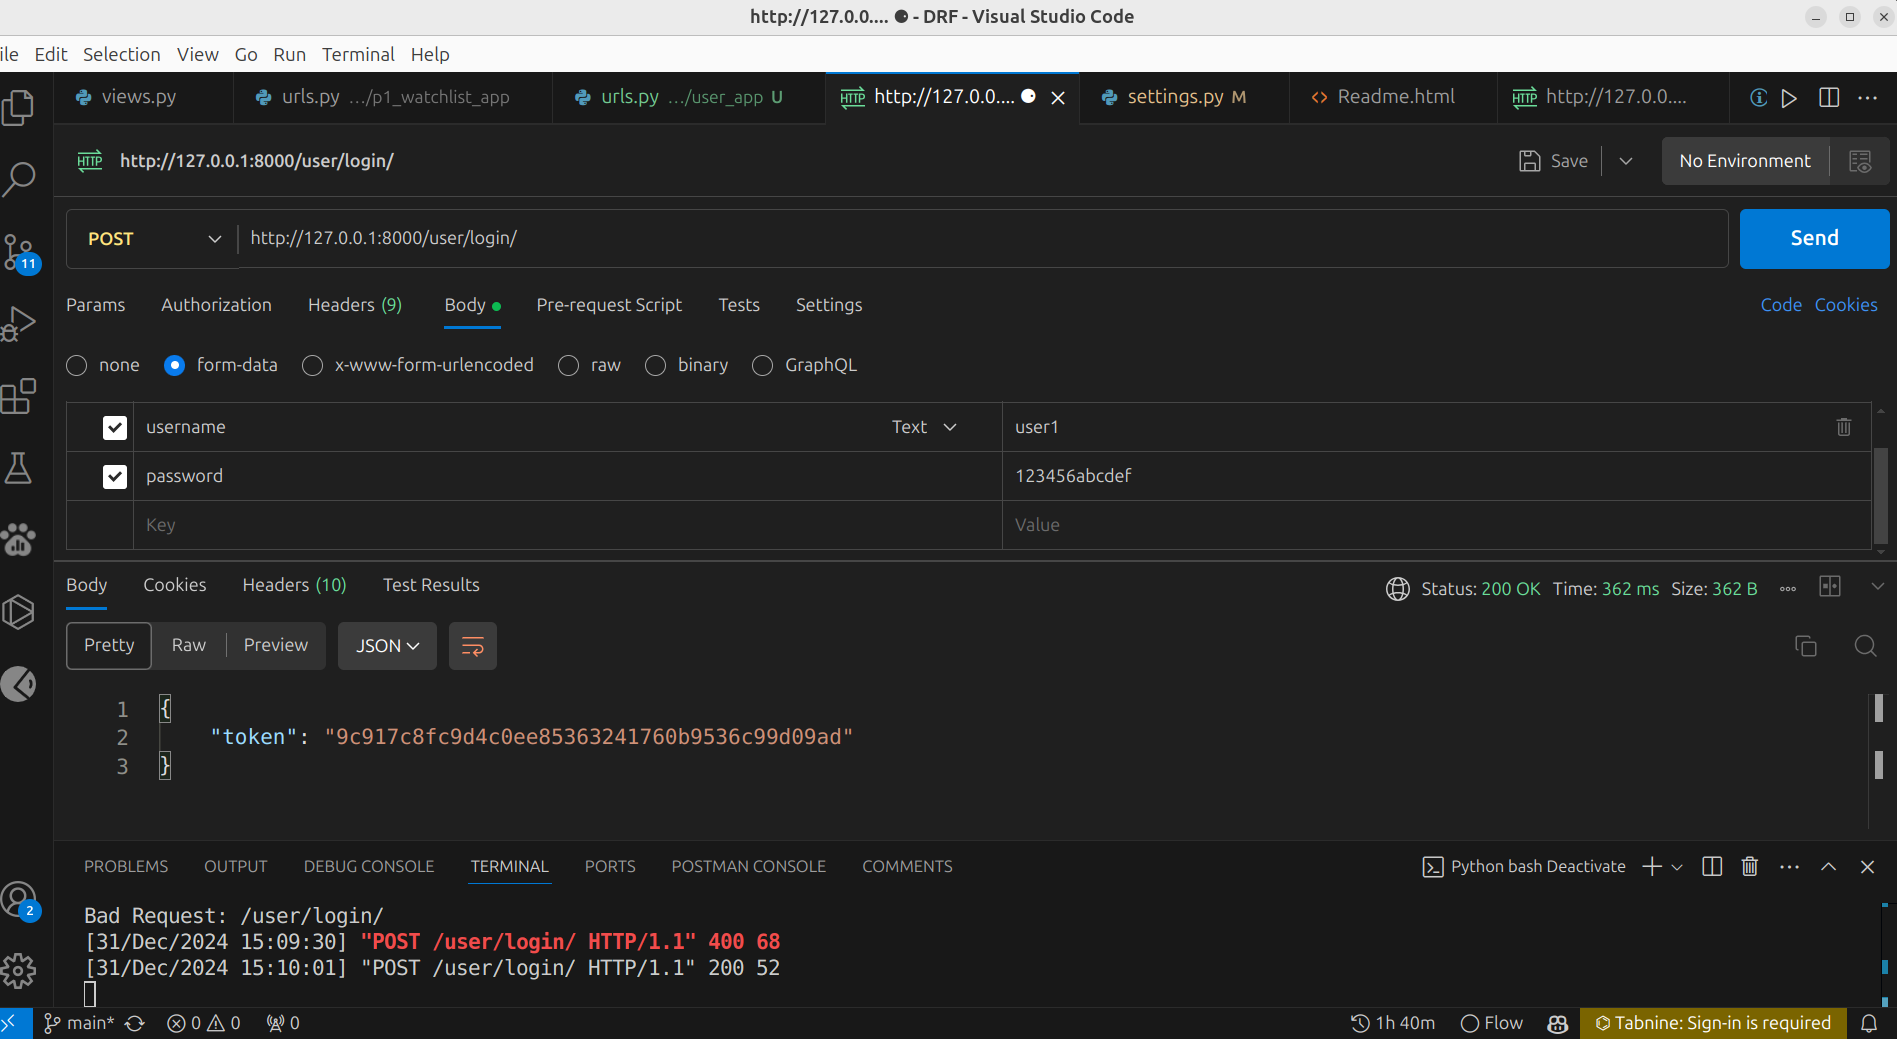 http://127.0.0.... ● - DRF - Visual Studio Code
ile Edit Selection View Go Run Terminal Help
views.py urls.py .../p1_watchlist_app urls.py .../user_app U http://127.0.0.... settings.py M Readme.html http://127.0.0....
HTTP http://127.0.0.1:8000/user/login/ Save No Environment
POST http://127.0.0.1:8000/user/login/ Send
Params Authorization Headers (9) Body Pre-request Script Tests Settings Code Cookies
none form-data x-www-form-urlencoded raw binary GraphQL
username Text user1
password 123456abcdef
Key Value
Body Cookies Headers (10) Test Results Status: 200 OK Time: 362 ms Size: 362 B
Pretty Raw Preview JSON
1 {
2 "token": "9c917c8fc9d4c0ee85363241760b9536c99d09ad"
3 }
PROBLEMS OUTPUT DEBUG CONSOLE TERMINAL PORTS POSTMAN CONSOLE COMMENTS Python bash Deactivate
Bad Request: /user/login/
[31/Dec/2024 15:09:30] "POST /user/login/ HTTP/1.1" 400 68
[31/Dec/2024 15:10:01] "POST /user/login/ HTTP/1.1" 200 52
11
2
main* 0 0 0 1h 40m Flow Tabnine: Sign-in is required